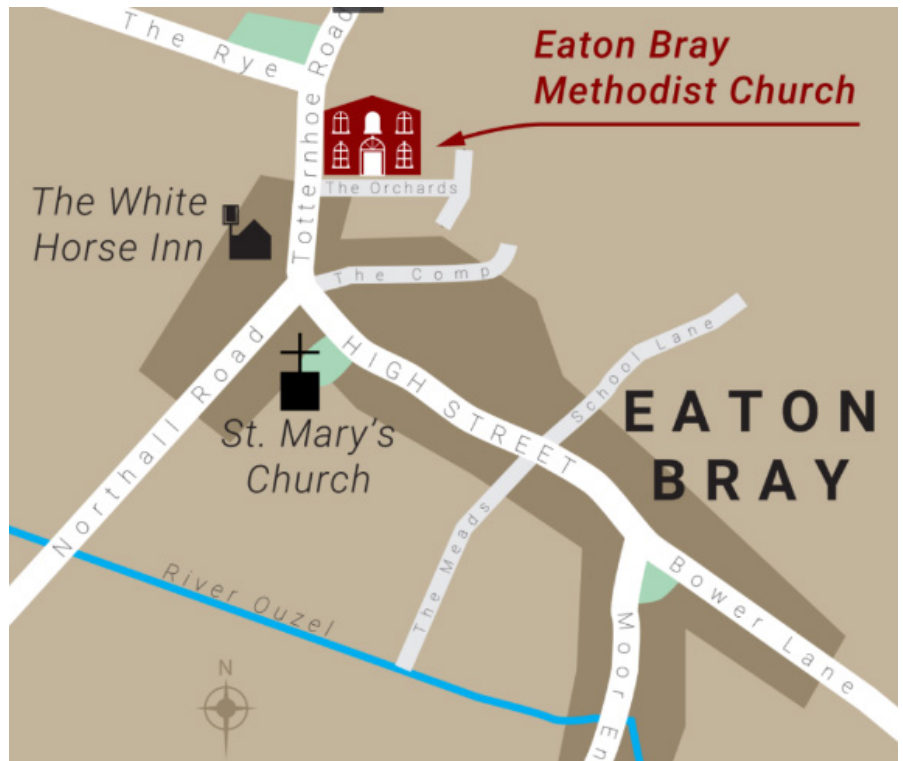 The Rye
Totternhoe Road
Eaton Bray
Methodist Church
The Orchards
The White
Horse Inn
The Comp
HIGH STREET
School Lane
EATON
BRAY
St. Mary's
Church
Northall Road
The Meads
River Ouzel
Bower Lane
Moor En
N